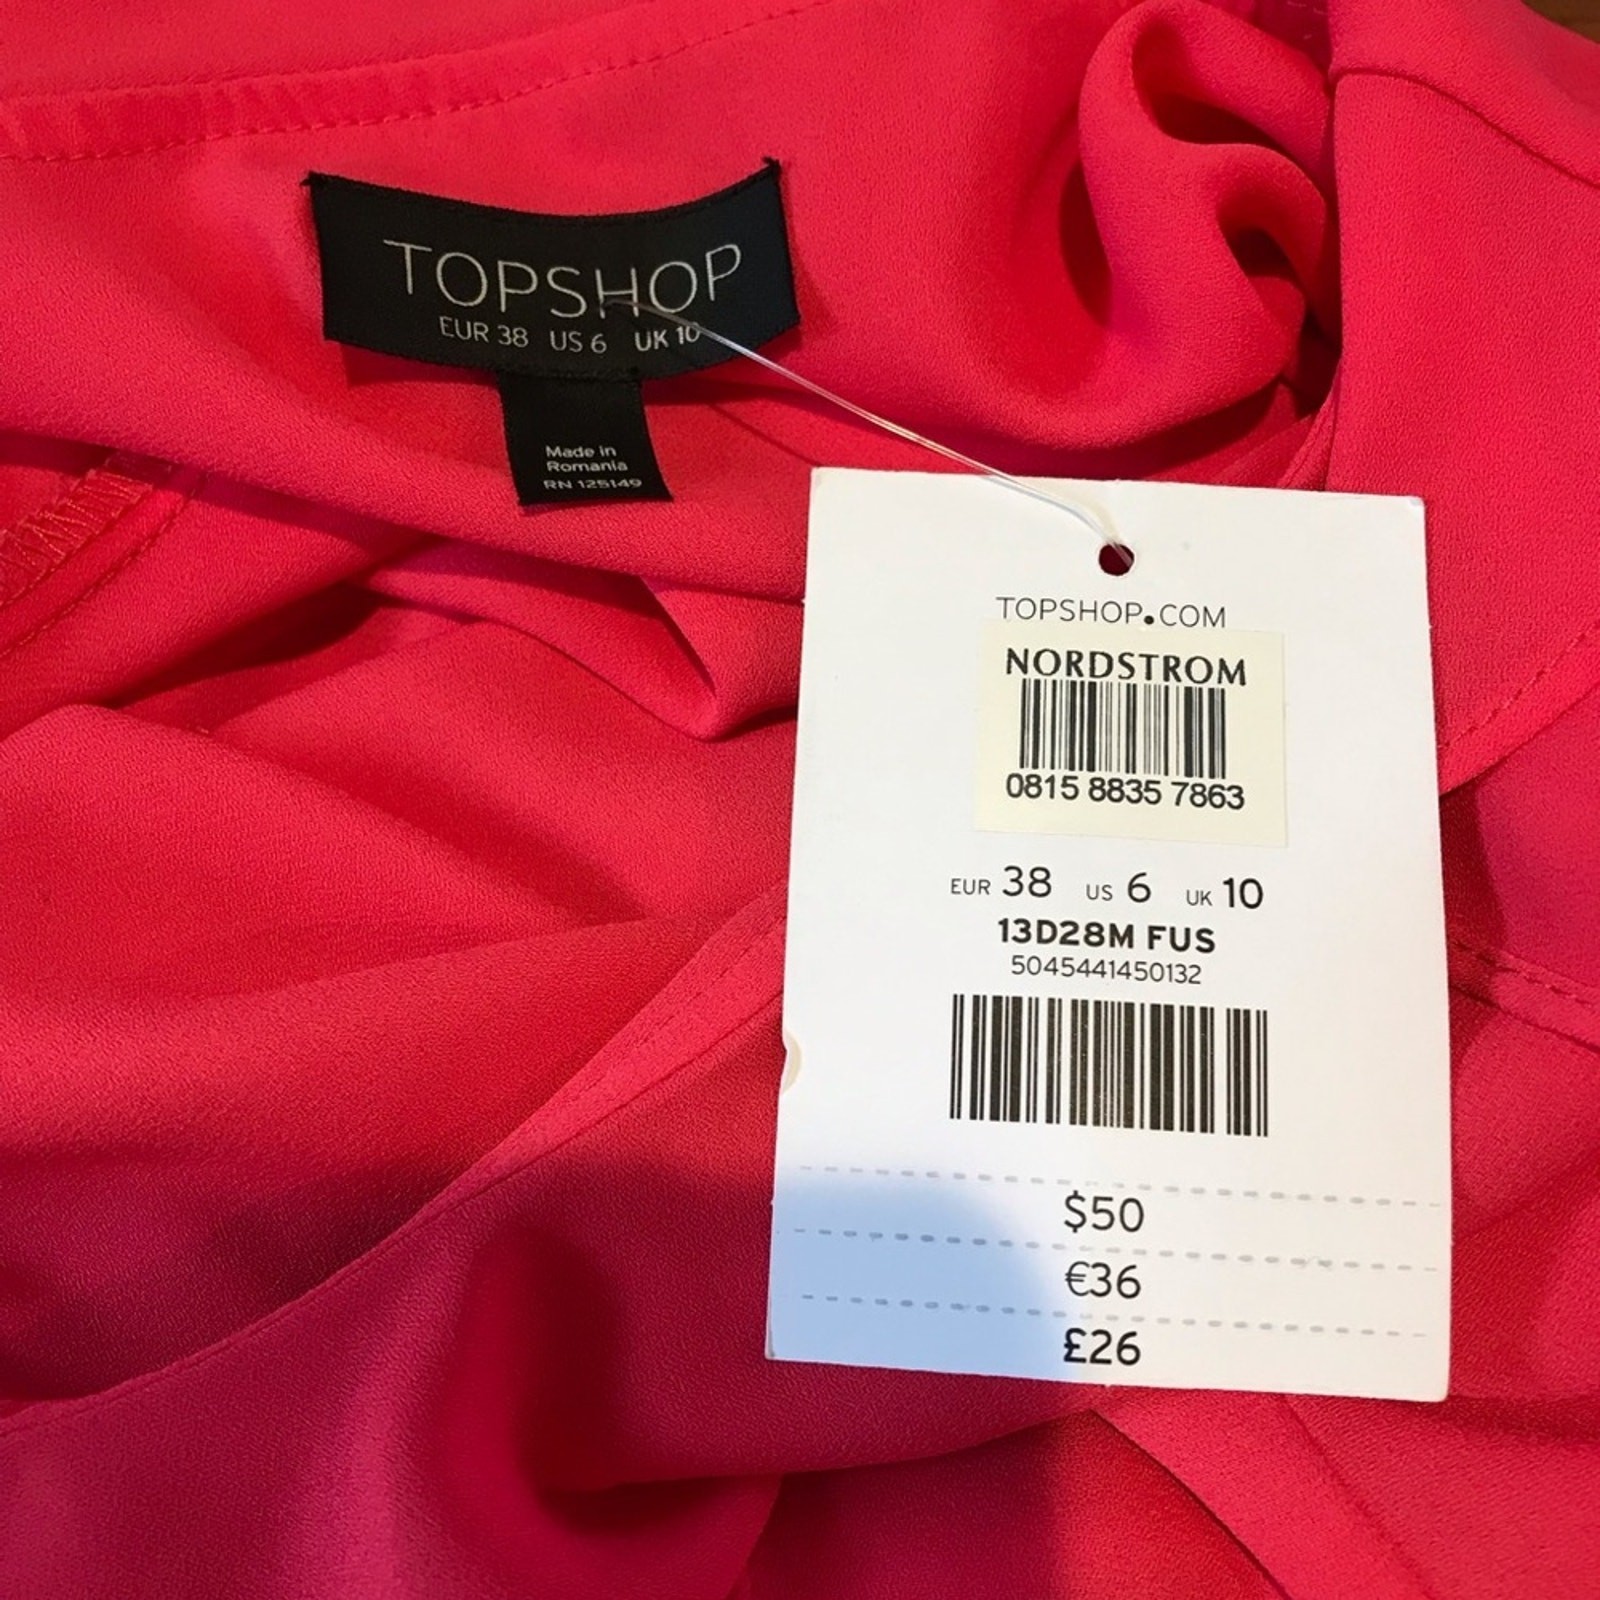 TOPSHOP
EUR 38 US 6 UK 10
Made in
Romania
RN 125149
TOPSHOP.COM
NORDSTROM
0815 8835 7863
EUR 38 US 6 UK 10
13D28M FUS
5045441450132
$50
€36
£26